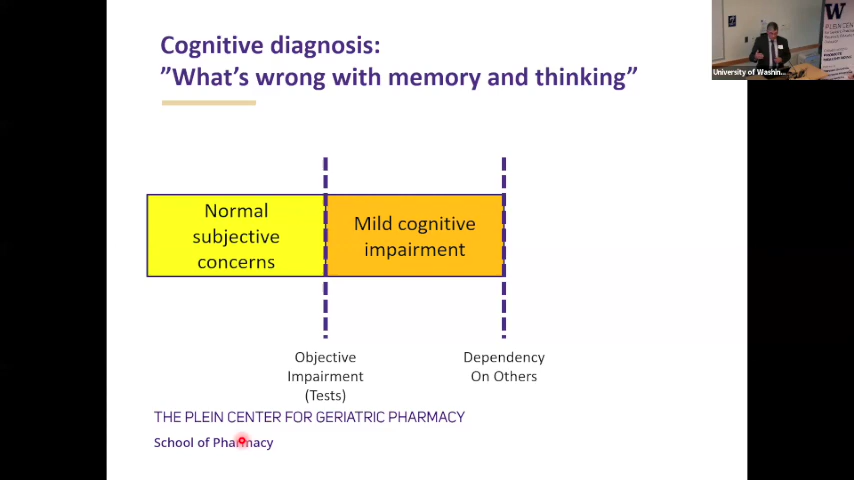 Cognitive diagnosis:
”What’s wrong with memory and thinking”
Normal
subjective
concerns
Mild cognitive
impairment
Objective
Impairment
(Tests)
Dependency
On Others
THE PLEIN CENTER FOR GERIATRIC PHARMACY
School of Pharmacy
University of Washin...
W